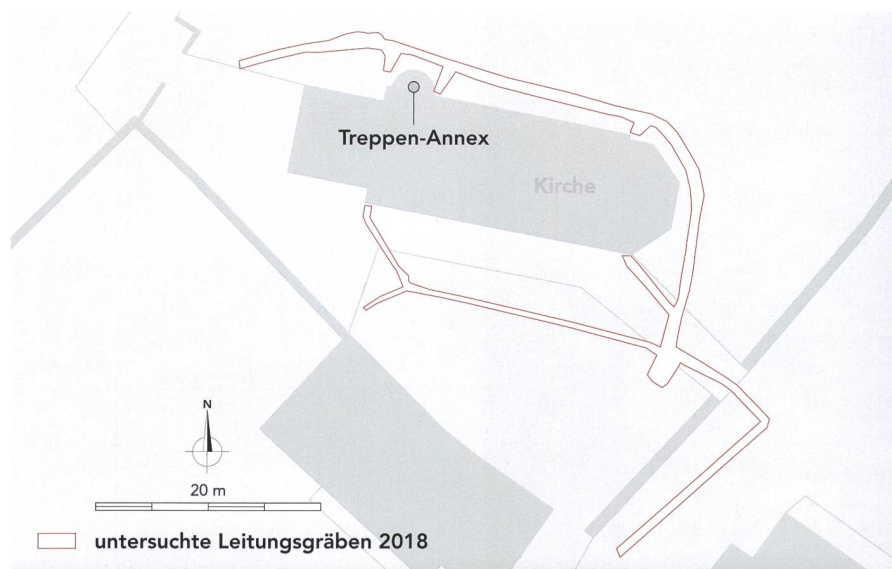 Treppen-Annex
Kirche
N
20 m
untersuchte Leitungsgräben 2018